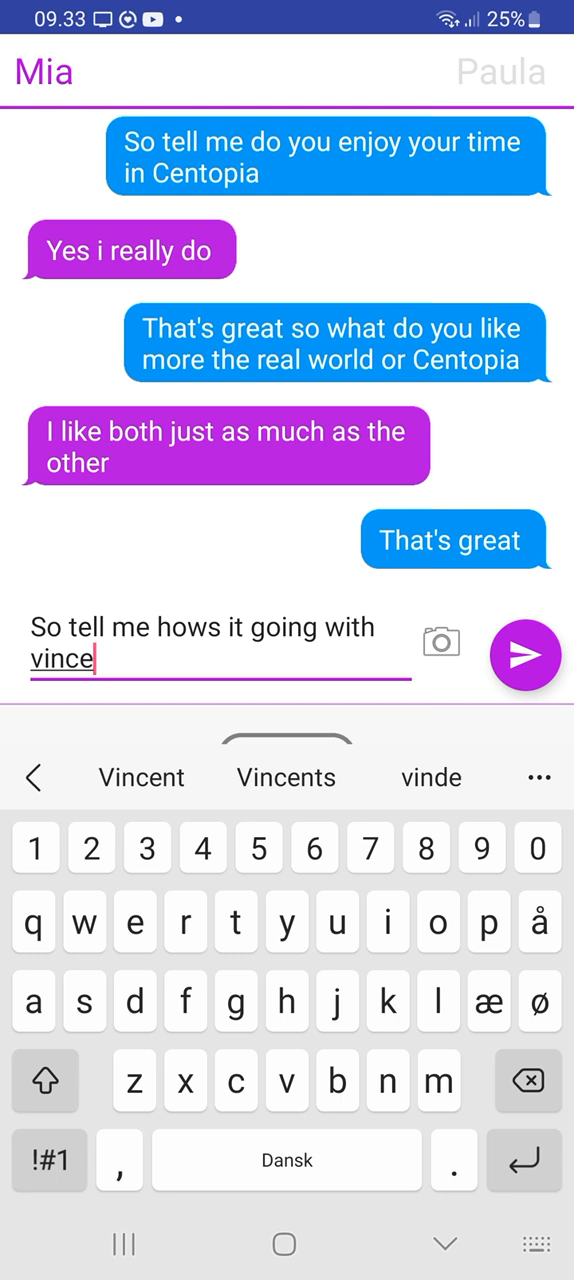 09.33 25%
Mia Paula
So tell me do you enjoy your time
in Centopia
Yes i really do
That's great so what do you like
more the real world or Centopia
I like both just as much as the
other
That's great
So tell me hows it going with
vince
Vincent Vincents vinde
1 2 3 4 5 6 7 8 9 0
q w e r t y u i o p å
a s d f g h j k l æ ø
z x c v b n m
!#1 , Dansk .